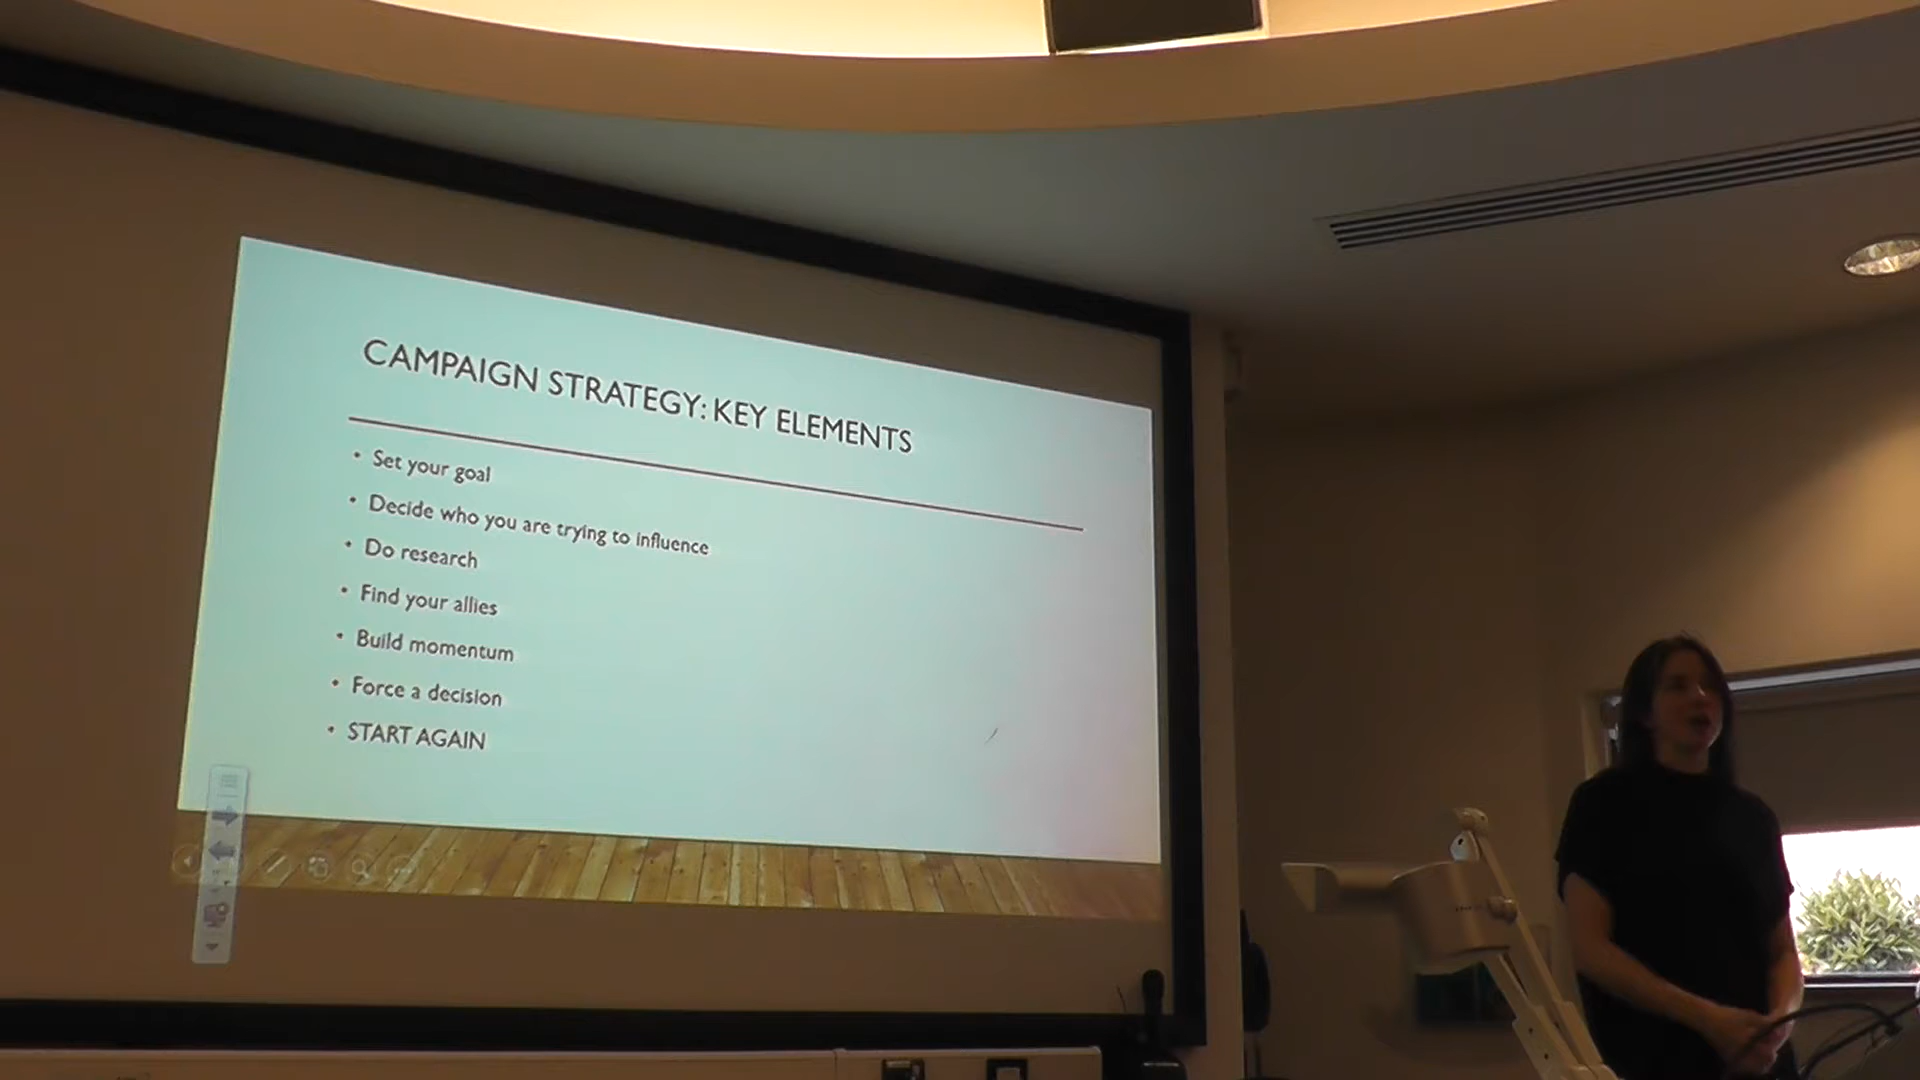 CAMPAIGN STRATEGY: KEY ELEMENTS
• Set your goal
• Decide who you are trying to influence
• Do research
• Find your allies
• Build momentum
• Force a decision
• START AGAIN